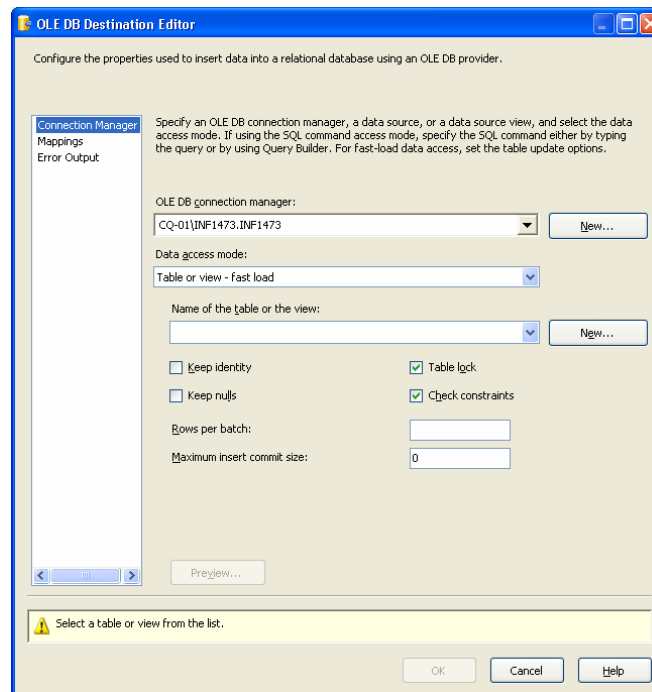 OLE DB Destination Editor
Configure the properties used to insert data into a relational database using an OLE DB provider.
Connection Manager
Mappings
Error Output
Specify an OLE DB connection manager, a data source, or a data source view, and select the data
access mode. If using the SQL command access mode, specify the SQL command either by typing
the query or by using Query Builder. For fast-load data access, set the table update options.
OLE DB connection manager:
CQ-01\INF1473.INF1473
New...
Data access mode:
Table or view - fast load
Name of the table or the view:
New...
Keep identity
Table lock
Keep nulls
Check constraints
Rows per batch:
Maximum insert commit size:
0
Preview...
Select a table or view from the list.
OK
Cancel
Help